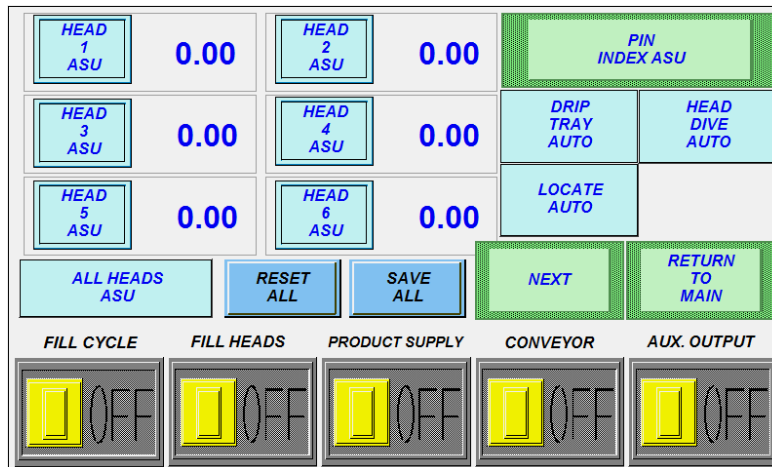 HEAD
1
ASU
0.00
HEAD
2
ASU
0.00
PIN
INDEX ASU
HEAD
3
ASU
0.00
HEAD
4
ASU
0.00
DRIP
TRAY
AUTO
HEAD
DIVE
AUTO
HEAD
5
ASU
0.00
HEAD
6
ASU
0.00
LOCATE
AUTO
ALL HEADS
ASU
RESET
ALL
SAVE
ALL
NEXT
RETURN
TO
MAIN
FILL CYCLE
FILL HEADS
PRODUCT SUPPLY
CONVEYOR
AUX. OUTPUT
OFF
OFF
OFF
OFF
OFF